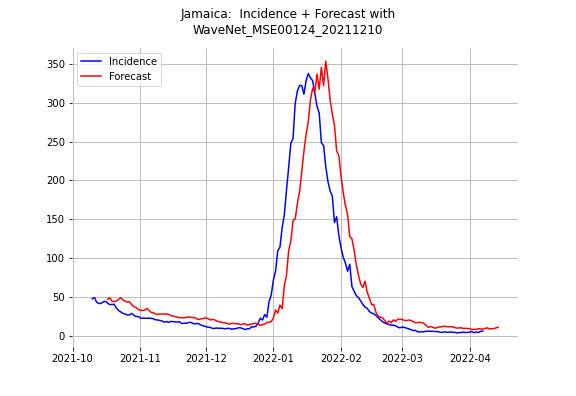 Jamaica:  Incidence + Forecast with
WaveNet_MSE00124_20211210
Incidence
Forecast
350
300
250
200
150
100
50
0
2021-10 2021-11 2021-12 2022-01 2022-02 2022-03 2022-04